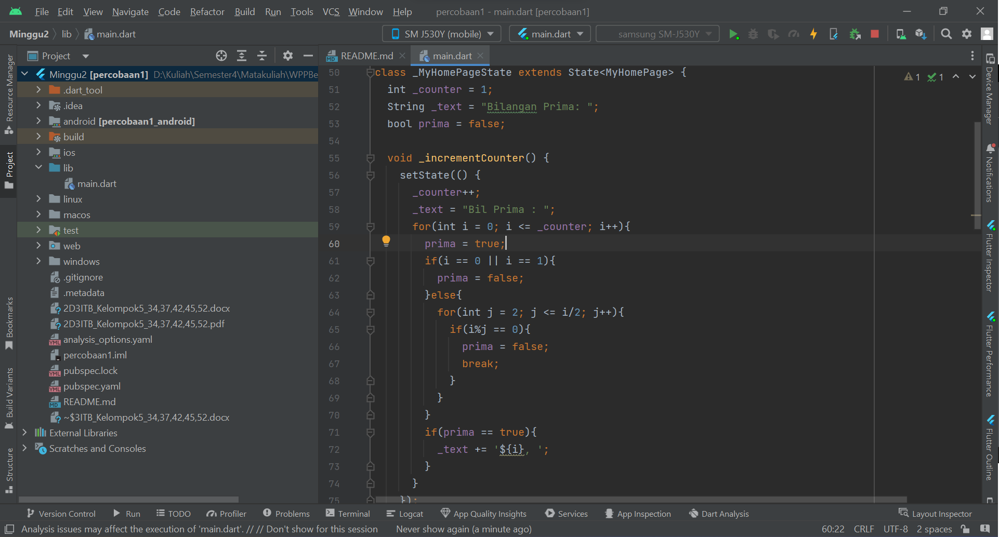 File Edit View Navigate Code Refactor Build Run Tools VCS Window Help percobaan1 - main.dart [percobaan1]
Minggu2 lib main.dart SM J530Y (mobile) main.dart samsung SM-J530Y
Project README.md main.dart
Resource Manager
Project
Bookmarks
Build Variants
Structure
Minggu2 [percobaan1] D:\Kuliah\Semester4\Matakuliah\WPPBe
.dart_tool
.idea
android [percobaan1_android]
build
ios
lib
main.dart
linux
macos
test
web
windows
.gitignore
.metadata
2D3ITB_Kelompok5_34,37,42,45,52.docx
2D3ITB_Kelompok5_34,37,42,45,52.pdf
analysis_options.yaml
percobaan1.iml
pubspec.lock
pubspec.yaml
README.md
~$3ITB_Kelompok5_34,37,42,45,52.docx
External Libraries
Scratches and Consoles
1 1
50 class _MyHomePageState extends State<MyHomePage> {
51 int _counter = 1;
52 String _text = "Bilangan Prima: ";
53 bool prima = false;
54
55 void _incrementCounter() {
56 setState(() {
57 _counter++;
58 _text = "Bil Prima : ";
59 for(int i = 0; i <= _counter; i++){
60 prima = true;
61 if(i == 0 || i == 1){
62 prima = false;
63 }else{
64 for(int j = 2; j <= i/2; j++){
65 if(i%j == 0){
66 prima = false;
67 break;
68 }
69 }
70 }
71 if(prima == true){
72 _text += '${i}, ';
73 }
74 }
75 });
Device Manager
Notifications
Flutter Inspector
Flutter Performance
Flutter Outline
Version Control Run TODO Profiler Problems Terminal Logcat App Quality Insights Services App Inspection Dart Analysis Layout Inspector
Analysis issues may affect the execution of 'main.dart'. // // Don't show for this session Never show again (a minute ago) 60:22 CRLF UTF-8 2 spaces